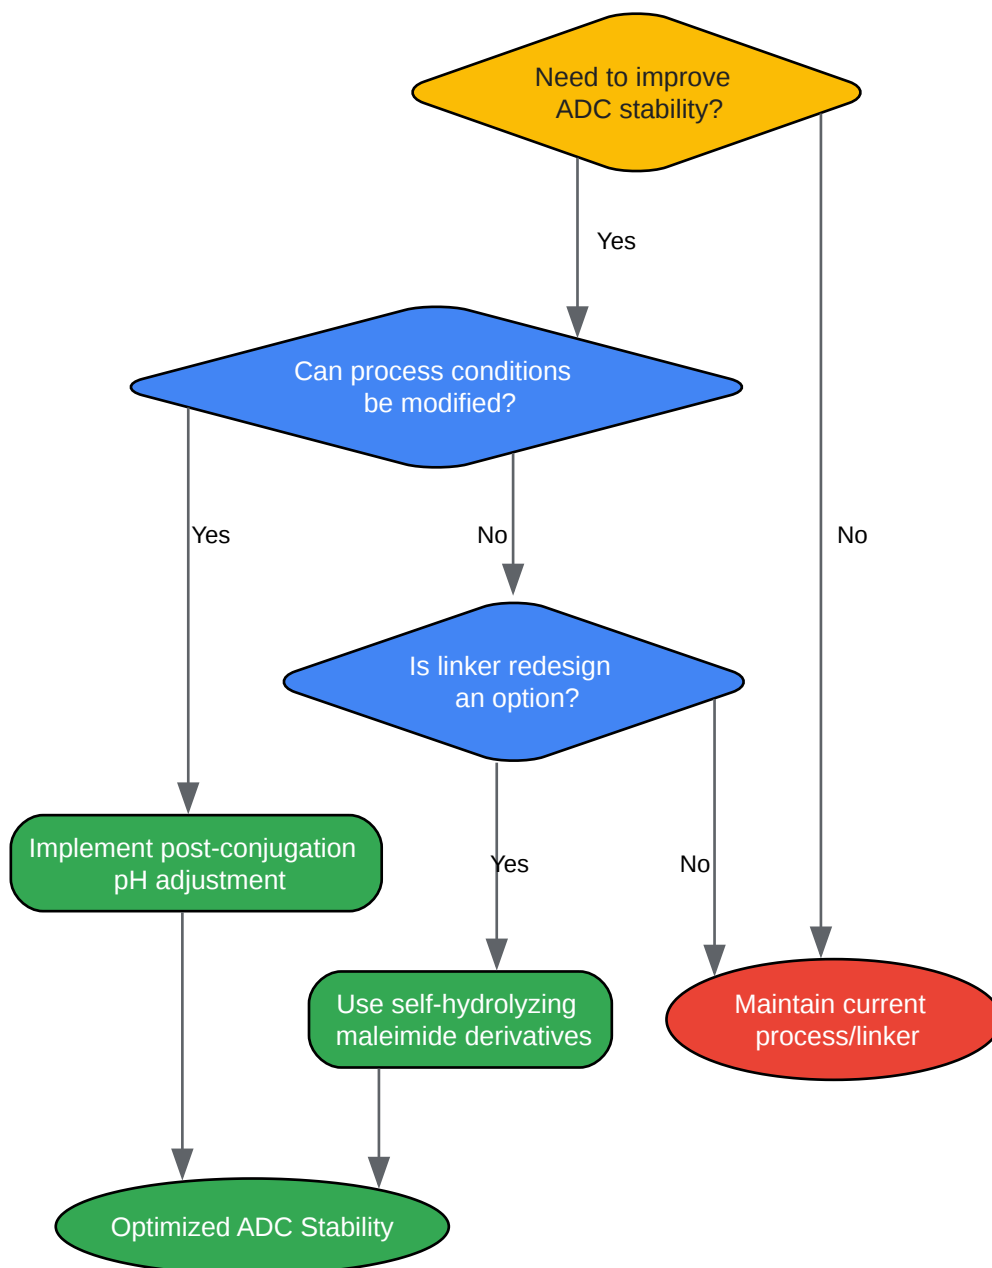 Need to improve
ADC stability?
Yes
Can process conditions
be modified?
Yes
No
No
Is linker redesign
an option?
Implement post-conjugation
pH adjustment
Yes
No
Use self-hydrolyzing
maleimide derivatives
Maintain current
process/linker
Optimized ADC Stability